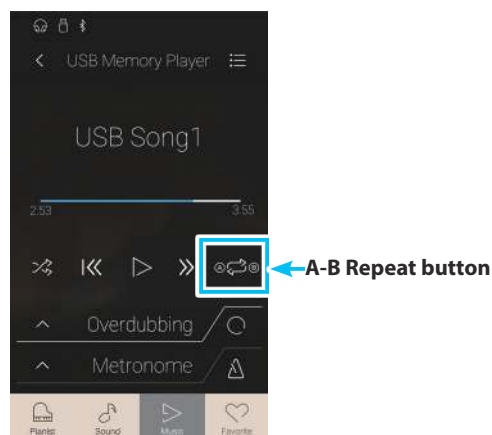 USB Memory Player
USB Song1
2:53 3:55
A B
A-B Repeat button
Overdubbing
Metronome
Pianist Sound Music Favorite